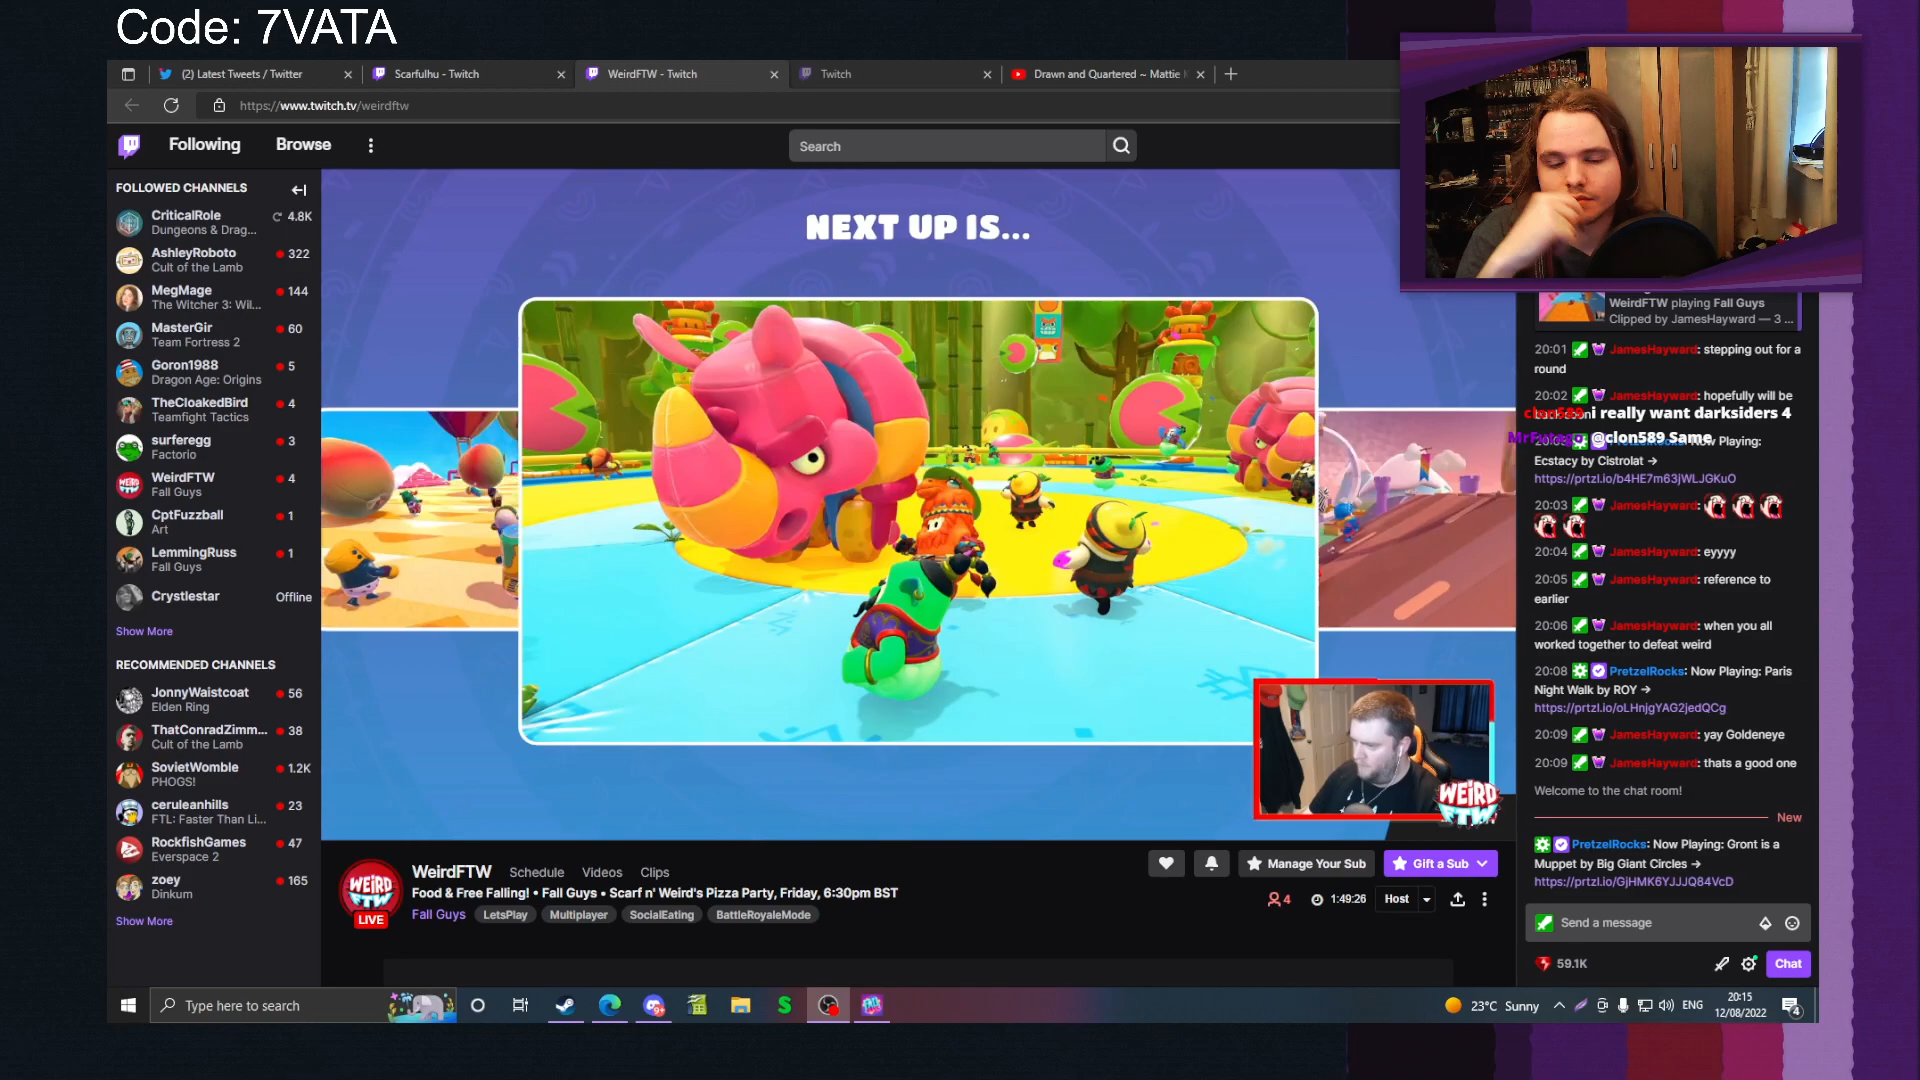 Code: 7VATA
(2) Latest Tweets / Twitter
Scarfulhu - Twitch
WeirdFTW - Twitch
Twitch
Drawn and Quartered ~ Mattie
https://www.twitch.tv/weirdftw
Following
Browse
Search
FOLLOWED CHANNELS
CriticalRole
4.8K
Dungeons & Drag...
AshleyRoboto
322
Cult of the Lamb
MegMage
144
The Witcher 3: Wil...
MasterGir
60
Team Fortress 2
Goron1988
5
Dragon Age: Origins
TheCloakedBird
4
Teamfight Tactics
surferegg
3
Factorio
WeirdFTW
4
Fall Guys
CptFuzzball
1
Art
LemmingRuss
1
Fall Guys
Crystlestar
Offline
Show More
RECOMMENDED CHANNELS
JonnyWaistcoat
56
Elden Ring
ThatConradZimm...
38
Cult of the Lamb
SovietWomble
1.2K
PHOGS!
ceruleanhills
23
FTL: Faster Than Li...
RockfishGames
47
Everspace 2
zoey
165
Dinkum
Show More
NEXT UP IS...
WEIRD
FTW
WEIRD
FTW
LIVE
WeirdFTW
Schedule
Videos
Clips
Food & Free Falling! • Fall Guys • Scarf n' Weird's Pizza Party, Friday, 6:30pm BST
Fall Guys
LetsPlay
Multiplayer
SocialEating
BattleRoyaleMode
Manage Your Sub
Gift a Sub
4
1:49:26
Host
WeirdFTW playing Fall Guys
Clipped by JamesHayward — 3 ...
20:01 JamesHayward: stepping out for a
round
20:02 JamesHayward: hopefully will be
clon589 i really want darksiders 4
MrFutago @clon589 Same
Now Playing:
Ecstacy by Cistrolat →
https://prtzl.io/b4HE7m63jWLJGKuO
20:03 JamesHayward:
20:04 JamesHayward: eyyyy
20:05 JamesHayward: reference to
earlier
20:06 JamesHayward: when you all
worked together to defeat weird
20:08 PretzelRocks: Now Playing: Paris
Night Walk by ROY →
https://prtzl.io/oLHnjgYAG2jedQCg
20:09 JamesHayward: yay Goldeneye
20:09 JamesHayward: thats a good one
Welcome to the chat room!
New
PretzelRocks: Now Playing: Gront is a
Muppet by Big Giant Circles →
https://prtzl.io/GjHMK6YJJJQ84VcD
Send a message
59.1K
Chat
Type here to search
23°C Sunny
ENG
20:15
12/08/2022
4